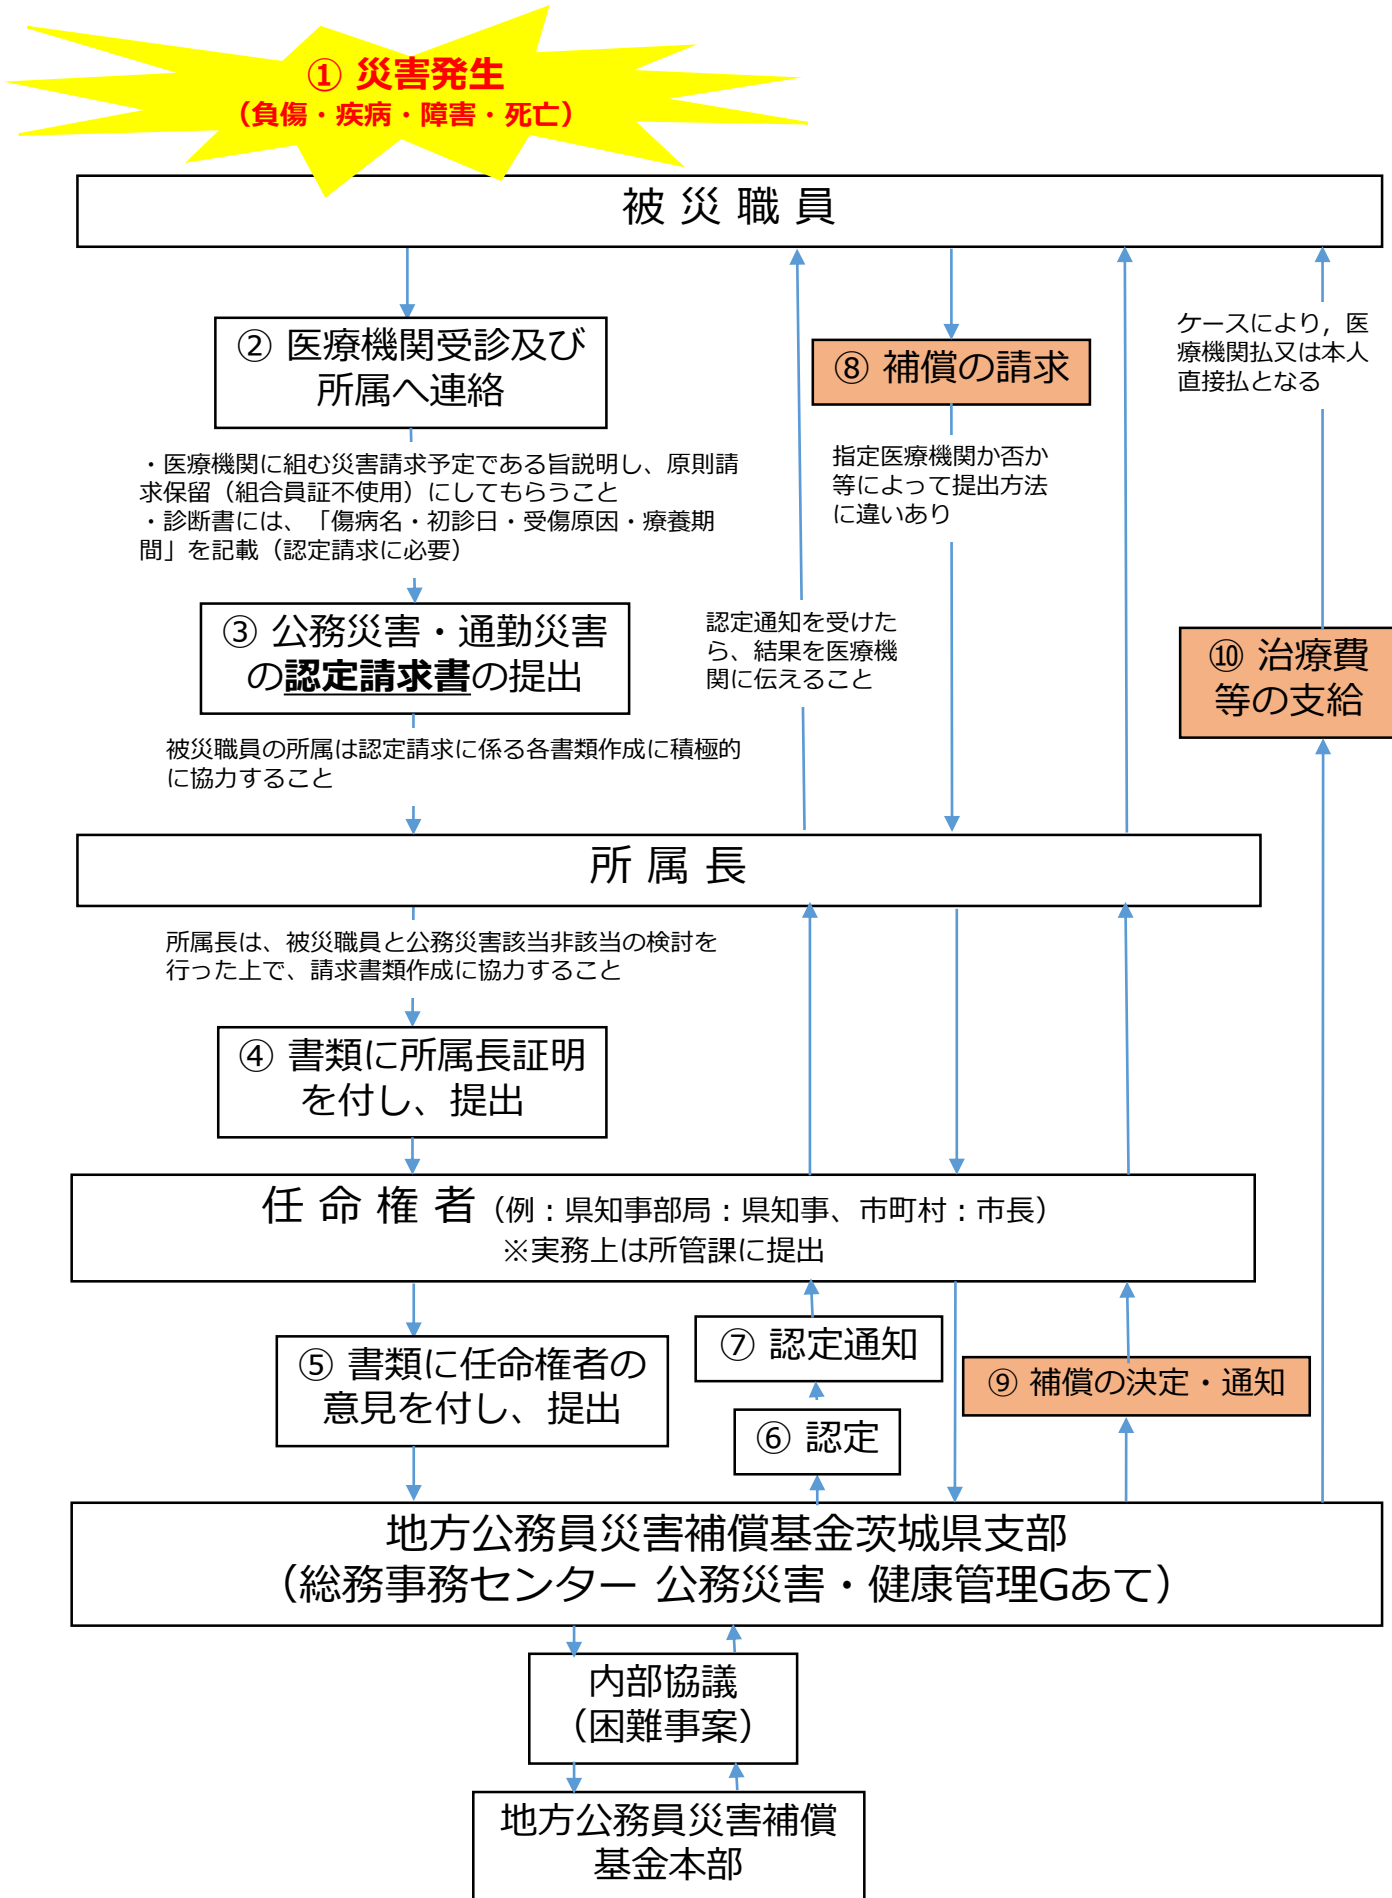 ① 災害発生
（負傷・疾病・障害・死亡）
被 災 職 員
② 医療機関受診及び
所属へ連絡
⑧ 補償の請求
ケースにより，医
療機関払又は本人
直接払となる
・医療機関に組む災害請求予定である旨説明し、原則請
求保留（組合員証不使用）にしてもらうこと
・診断書には、「傷病名・初診日・受傷原因・療養期
間」を記載（認定請求に必要）
指定医療機関か否か
等によって提出方法
に違いあり
③ 公務災害・通勤災害
の認定請求書の提出
認定通知を受けた
ら、結果を医療機
関に伝えること
⑩ 治療費
等の支給
被災職員の所属は認定請求に係る各書類作成に積極的
に協力すること
所 属 長
所属長は、被災職員と公務災害該当非該当の検討を
行った上で、請求書類作成に協力すること
④ 書類に所属長証明
を付し、提出
任 命 権 者（例：県知事部局：県知事、市町村：市長）
※実務上は所管課に提出
⑤ 書類に任命権者の
意見を付し、提出
⑦ 認定通知
⑨ 補償の決定・通知
⑥ 認定
地方公務員災害補償基金茨城県支部
（総務事務センター 公務災害・健康管理Gあて）
内部協議
（困難事案）
地方公務員災害補償
基金本部